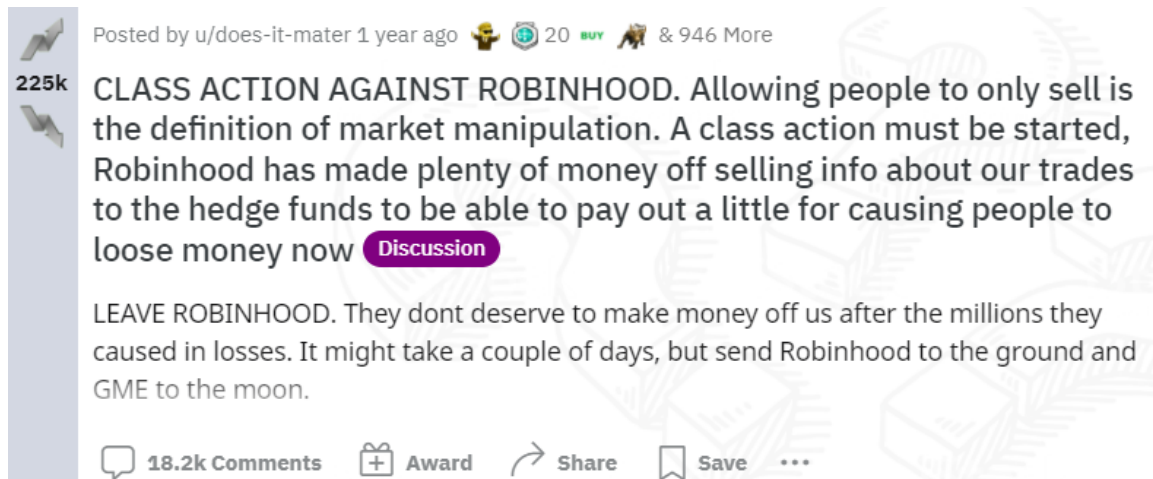 Posted by u/does-it-mater 1 year ago 20 BUY & 946 More
225k
CLASS ACTION AGAINST ROBINHOOD. Allowing people to only sell is
the definition of market manipulation. A class action must be started,
Robinhood has made plenty of money off selling info about our trades
to the hedge funds to be able to pay out a little for causing people to
loose money now Discussion
LEAVE ROBINHOOD. They dont deserve to make money off us after the millions they
caused in losses. It might take a couple of days, but send Robinhood to the ground and
GME to the moon.
18.2k Comments Award Share Save ...